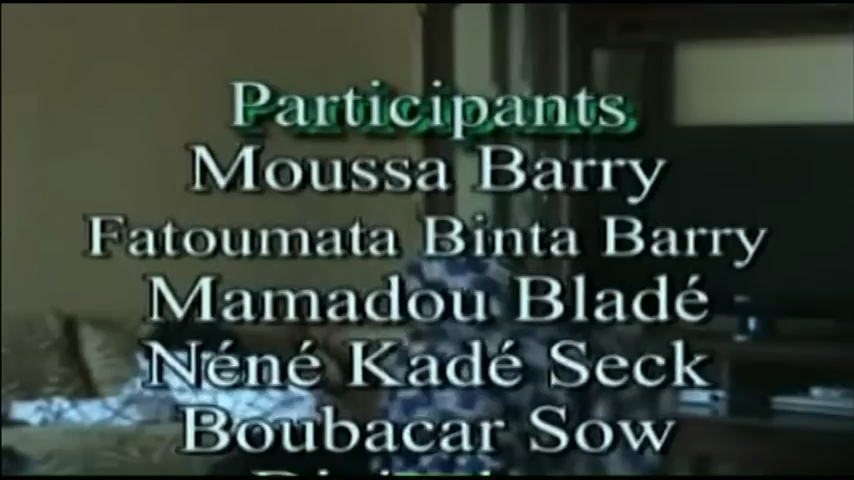 Participants
Moussa Barry
Fatoumata Binta Barry
Mamadou Bladé
Néné Kadé Seck
Boubacar Sow